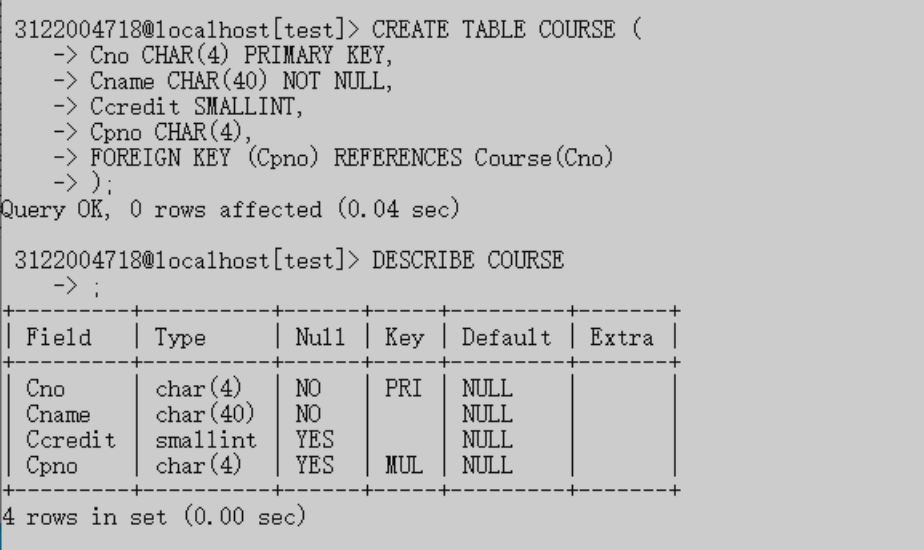 3122004718@localhost[test]> CREATE TABLE COURSE (
    -> Cno CHAR(4) PRIMARY KEY,
    -> Cname CHAR(40) NOT NULL,
    -> Ccredit SMALLINT,
    -> Cpno CHAR(4),
    -> FOREIGN KEY (Cpno) REFERENCES Course(Cno)
    -> );
Query OK, 0 rows affected (0.04 sec)

3122004718@localhost[test]> DESCRIBE COURSE
    -> ;
+---------+----------+------+-----+---------+-------+
| Field   | Type     | Null | Key | Default | Extra |
+---------+----------+------+-----+---------+-------+
| Cno     | char(4)  | NO   | PRI | NULL    |       |
| Cname   | char(40) | NO   |     | NULL    |       |
| Ccredit | smallint | YES  |     | NULL    |       |
| Cpno    | char(4)  | YES  | MUL | NULL    |       |
+---------+----------+------+-----+---------+-------+
4 rows in set (0.00 sec)